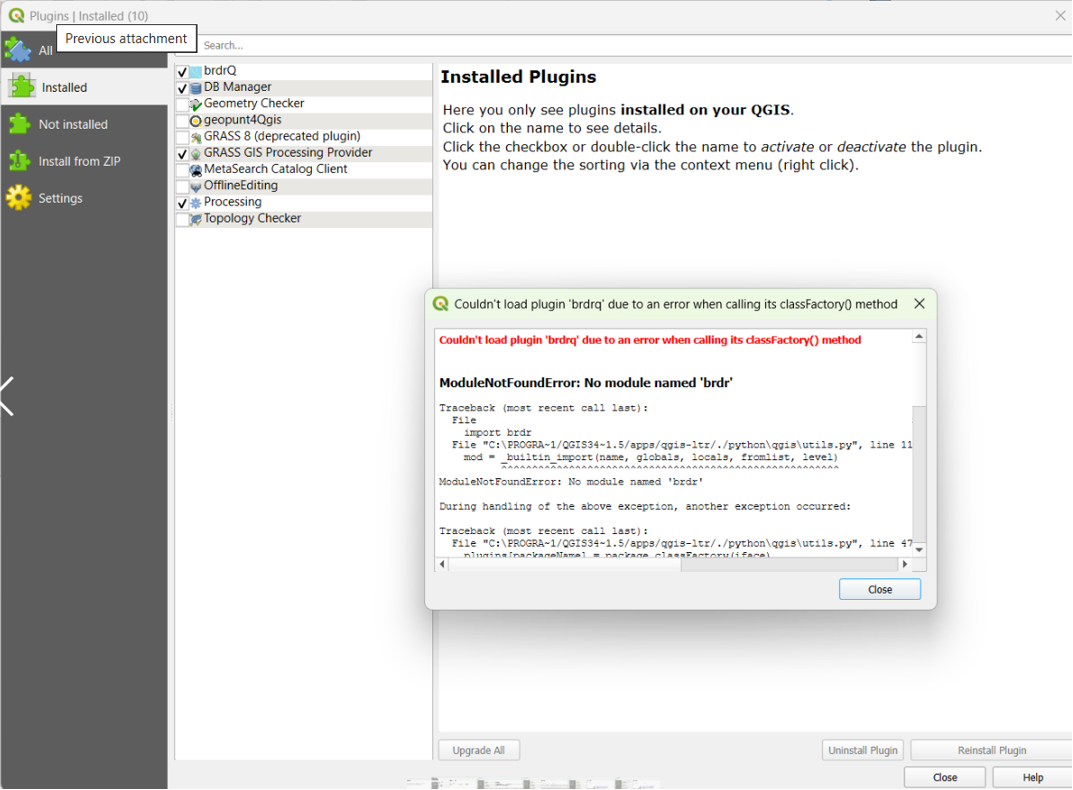 Plugins | Installed (10)
Previous attachment
All
Search...
Installed
Not installed
Install from ZIP
Settings
brdrQ
DB Manager
Geometry Checker
geopunt4Qgis
GRASS 8 (deprecated plugin)
GRASS GIS Processing Provider
MetaSearch Catalog Client
OfflineEditing
Processing
Topology Checker
Installed Plugins
Here you only see plugins installed on your QGIS.
Click on the name to see details.
Click the checkbox or double-click the name to activate or deactivate the plugin.
You can change the sorting via the context menu (right click).
Couldn't load plugin 'brdrq' due to an error when calling its classFactory() method
Couldn't load plugin 'brdrq' due to an error when calling its classFactory() method
ModuleNotFoundError: No module named 'brdr'
Traceback (most recent call last):
File
import brdr
File "C:\PROGRA~1/QGIS34~1.5/apps/qgis-ltr/./python\qgis\utils.py", line 11
mod = _builtin_import(name, globals, locals, fromlist, level)
^^^^^^^^^^^^^^^^^^^^^^^^^^^^^^^^^^^^^^^^^^^^^^^^^^^^^^^
ModuleNotFoundError: No module named 'brdr'
During handling of the above exception, another exception occurred:
Traceback (most recent call last):
File "C:\PROGRA~1/QGIS34~1.5/apps/qgis-ltr/./python\qgis\utils.py", line 47
plugins[packageName] = package.classFactory(iface)
Close
Upgrade All
Uninstall Plugin
Reinstall Plugin
Close
Help